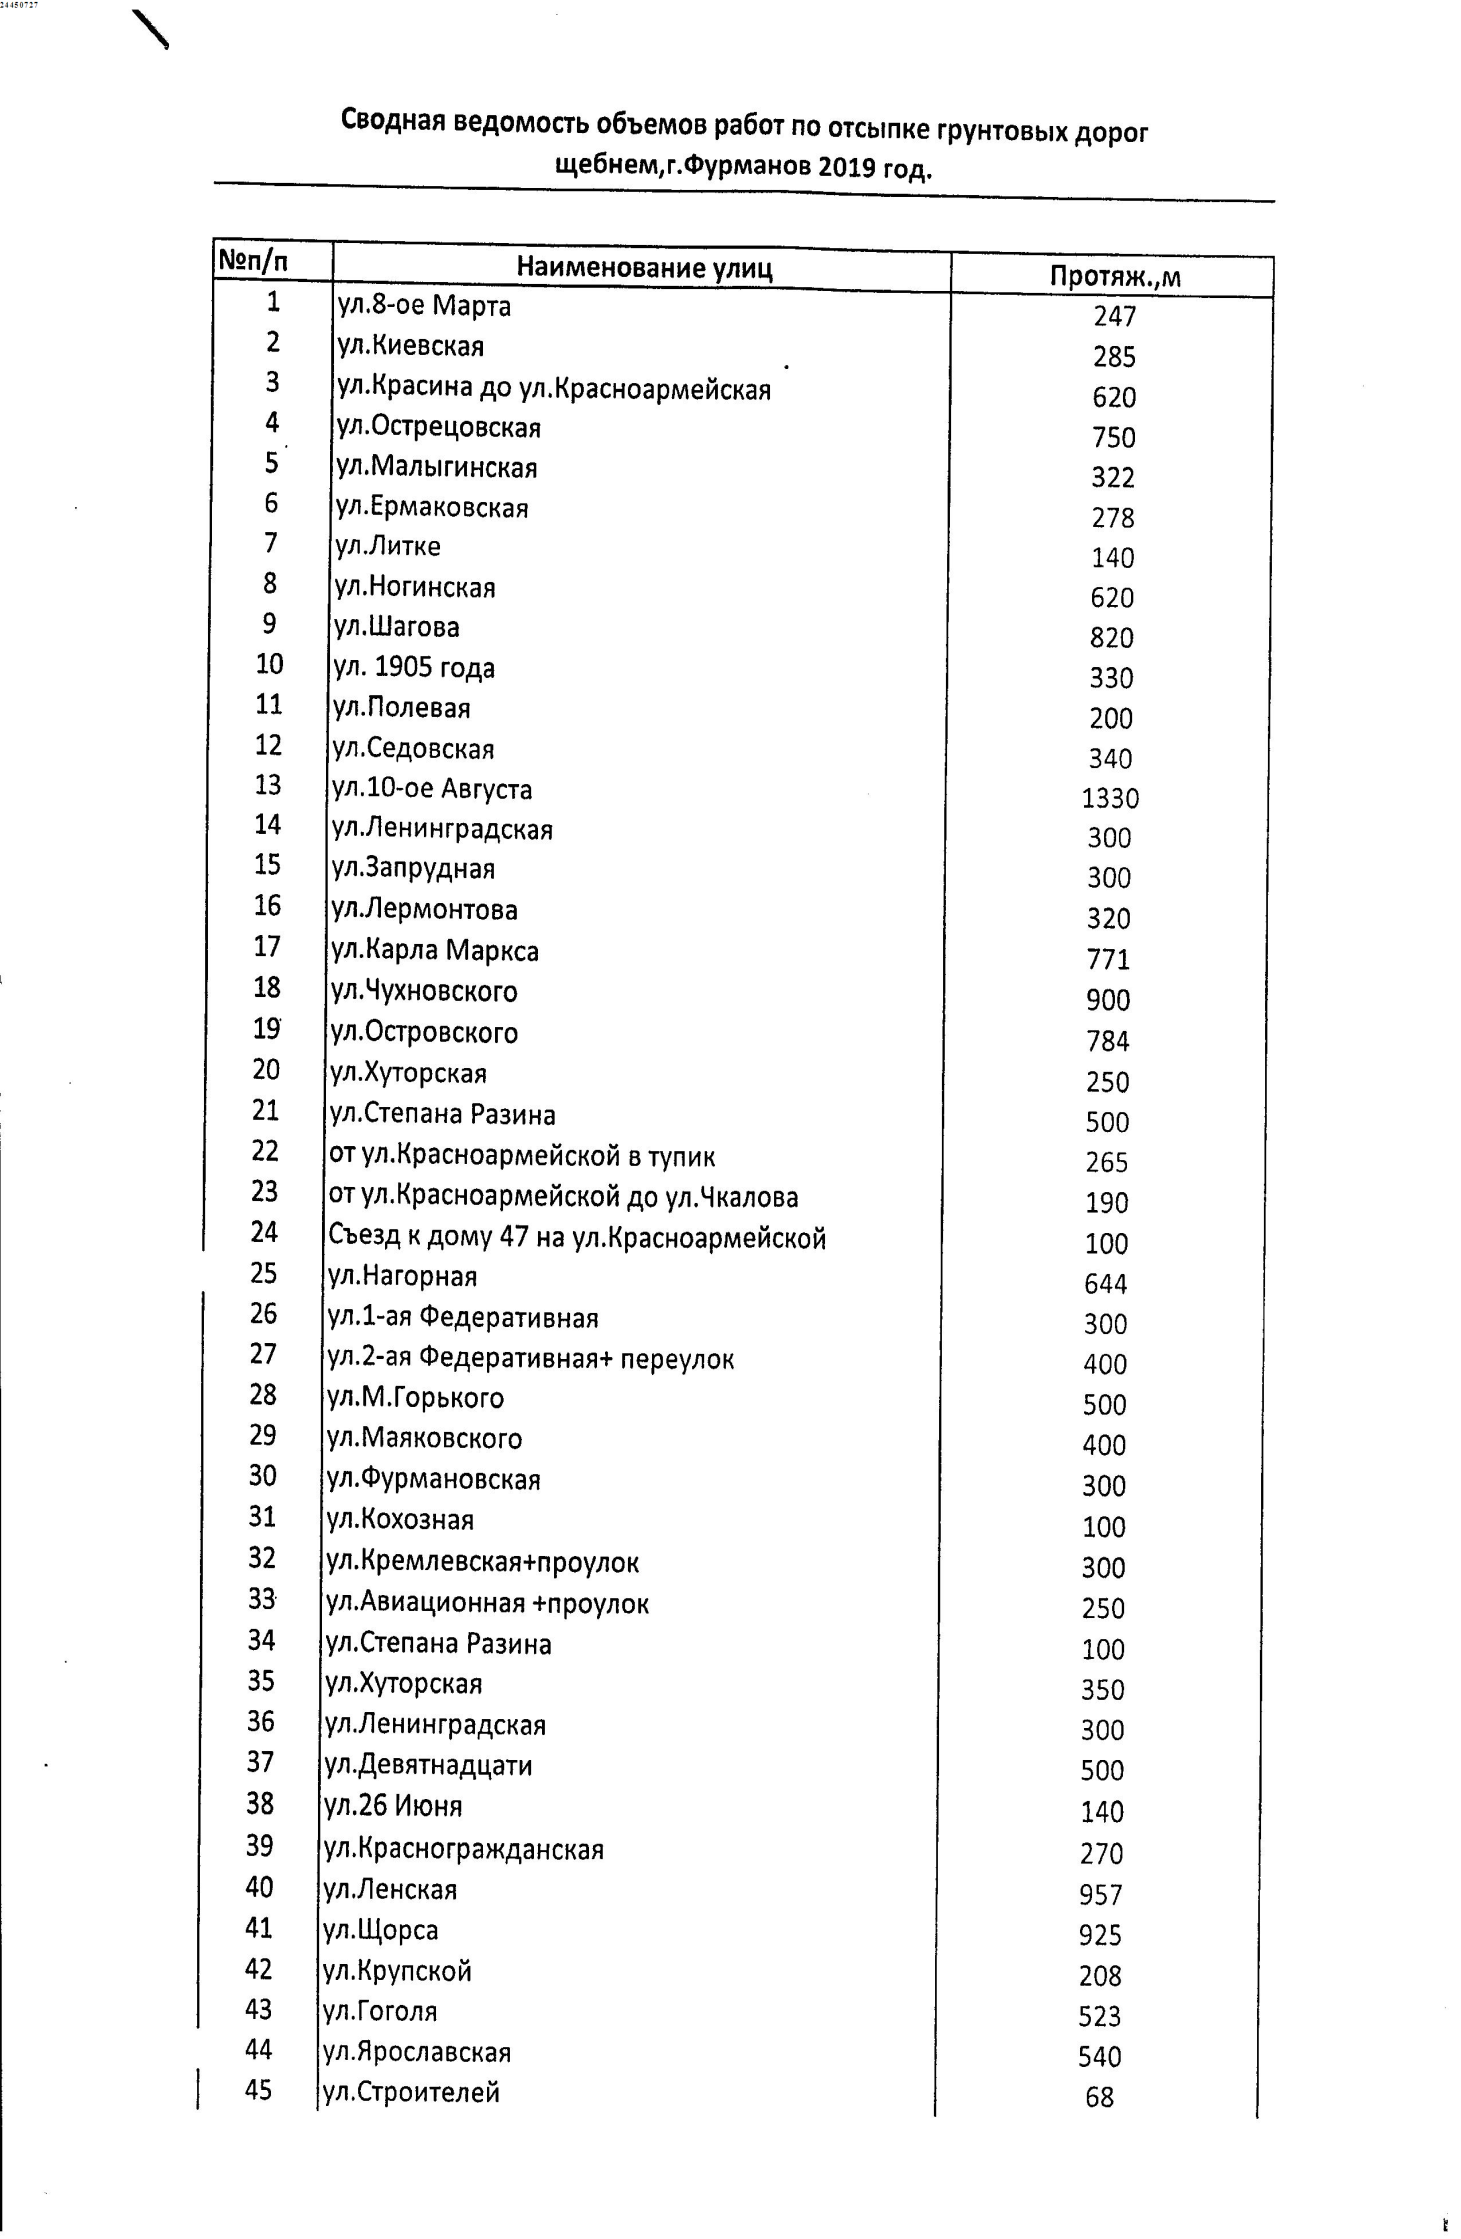 24450727
Сводная ведомость объемов работ по отсыпке грунтовых дорог
щебнем,г.Фурманов 2019 год.
№п/п Наименование улиц Протяж.,м
1 ул.8-ое Марта 247
2 ул.Киевская 285
3 ул.Красина до ул.Красноармейская 620
4 ул.Острецовская 750
5 ул.Малыгинская 322
6 ул.Ермаковская 278
7 ул.Литке 140
8 ул.Ногинская 620
9 ул.Шагова 820
10 ул. 1905 года 330
11 ул.Полевая 200
12 ул.Седовская 340
13 ул.10-ое Августа 1330
14 ул.Ленинградская 300
15 ул.Запрудная 300
16 ул.Лермонтова 320
17 ул.Карла Маркса 771
18 ул.Чухновского 900
19 ул.Островского 784
20 ул.Хуторская 250
21 ул.Степана Разина 500
22 от ул.Красноармейской в тупик 265
23 от ул.Красноармейской до ул.Чкалова 190
24 Съезд к дому 47 на ул.Красноармейской 100
25 ул.Нагорная 644
26 ул.1-ая Федеративная 300
27 ул.2-ая Федеративная+ переулок 400
28 ул.М.Горького 500
29 ул.Маяковского 400
30 ул.Фурмановская 300
31 ул.Кохозная 100
32 ул.Кремлевская+проулок 300
33 ул.Авиационная +проулок 250
34 ул.Степана Разина 100
35 ул.Хуторская 350
36 ул.Ленинградская 300
37 ул.Девятнадцати 500
38 ул.26 Июня 140
39 ул.Красногражданская 270
40 ул.Ленская 957
41 ул.Щорса 925
42 ул.Крупской 208
43 ул.Гоголя 523
44 ул.Ярославская 540
45 ул.Строителей 68